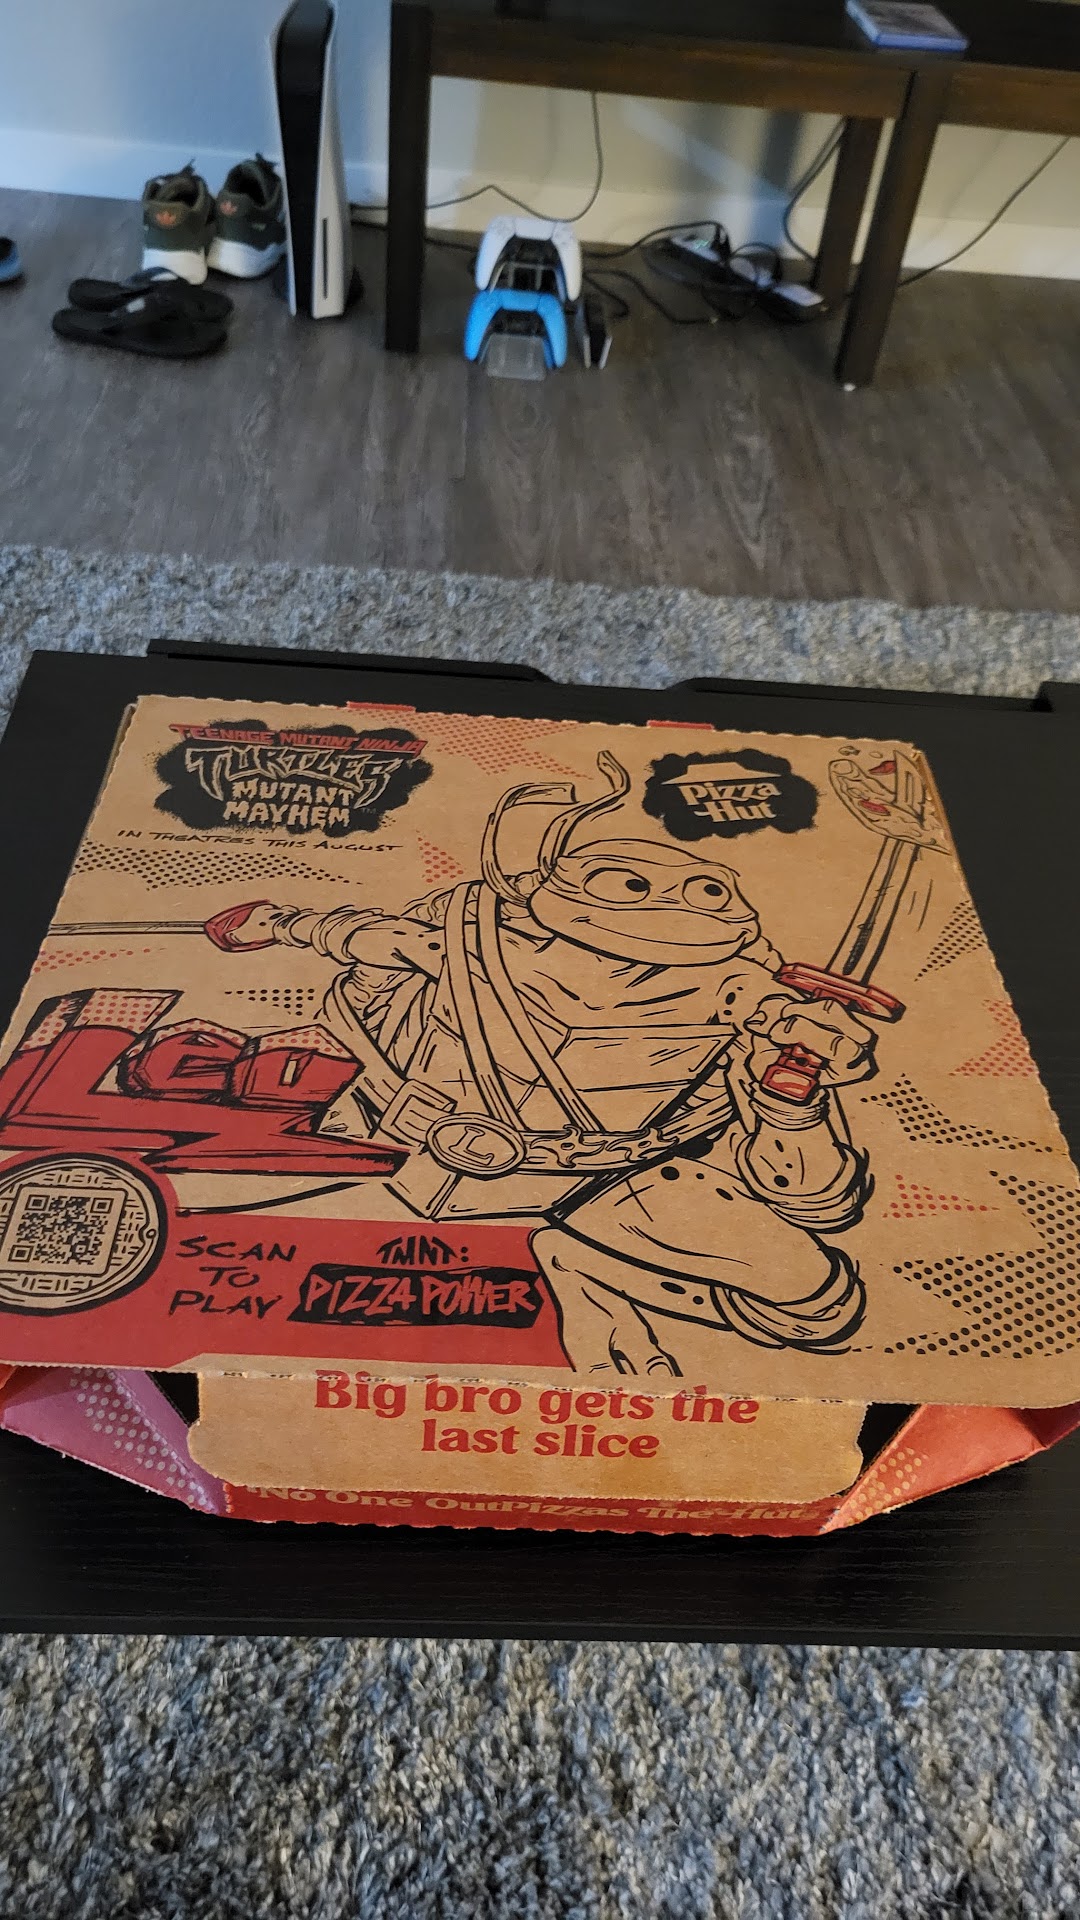 TEENAGE MUTANT NINJA
TURTLES
MUTANT
MAYHEM
IN THEATRES THIS AUGUST
Pizza
Hut
Leo
L
SCAN
TO
PLAY
TMNT:
PIZZA POWER
Big bro gets the
last slice
No One OutPizzas The Hut